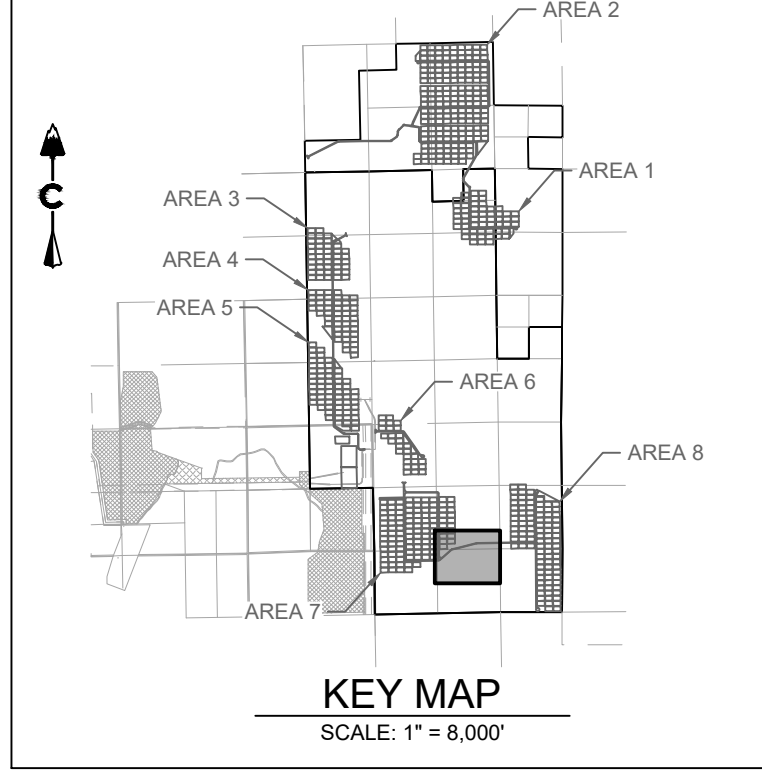 AREA 2
AREA 1
AREA 3
AREA 4
AREA 5
AREA 6
AREA 8
AREA 7
C
KEY MAP
SCALE: 1" = 8,000'